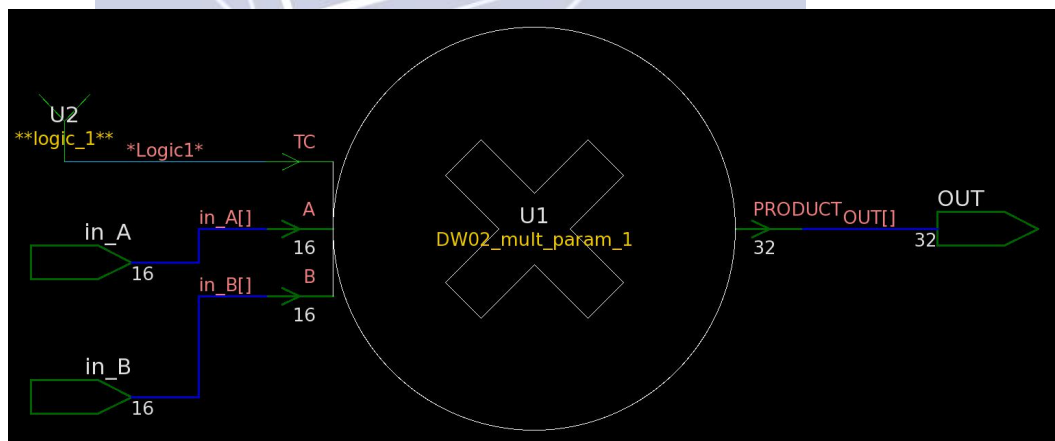 U2
**logic_1**
*Logic1*
TC
in_A
16
in_A[]
A
16
in_B[]
B
16
in_B
16
U1
DW02_mult_param_1
PRODUCT
32
OUT[]
32
OUT